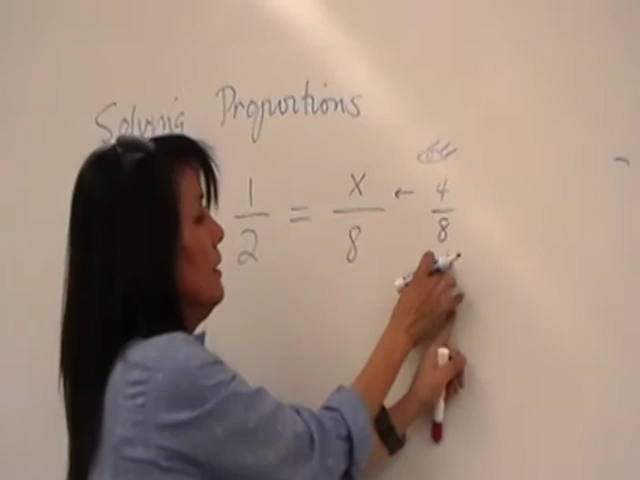 Solving Proportions
1/2 = x/8 ← 4/8